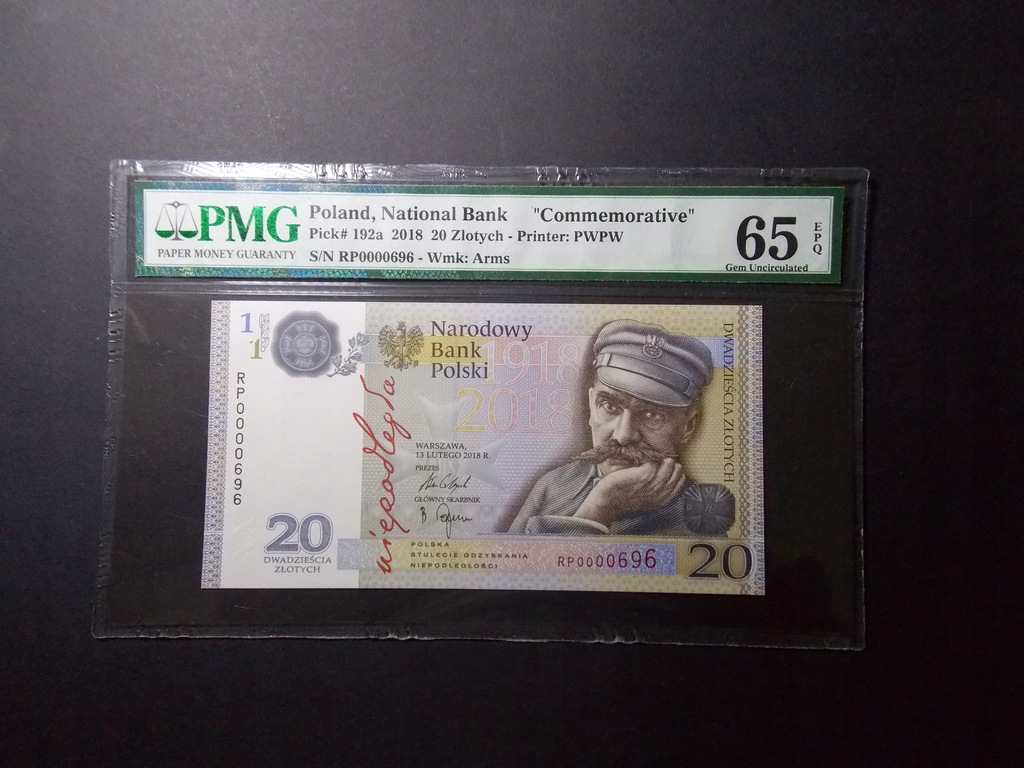 PMG
PAPER MONEY GUARANTY
Poland, National Bank "Commemorative"
Pick# 192a 2018 20 Zlotych - Printer: PWPW
S/N RP0000696 - Wmk: Arms
65
EPQ
Gem Uncirculated
1
1
RP0000696
niepodległa
Narodowy
Bank
Polski
1918
2018
WARSZAWA,
13 LUTEGO 2018 R.
PREZES
GŁÓWNY SKARBNIK
DWADZIEŚCIA ZŁOTYCH
20
DWADZIEŚCIA
ZŁOTYCH
POLSKA
STULECIE ODZYSKANIA
NIEPODLEGŁOŚCI
RP0000696
20